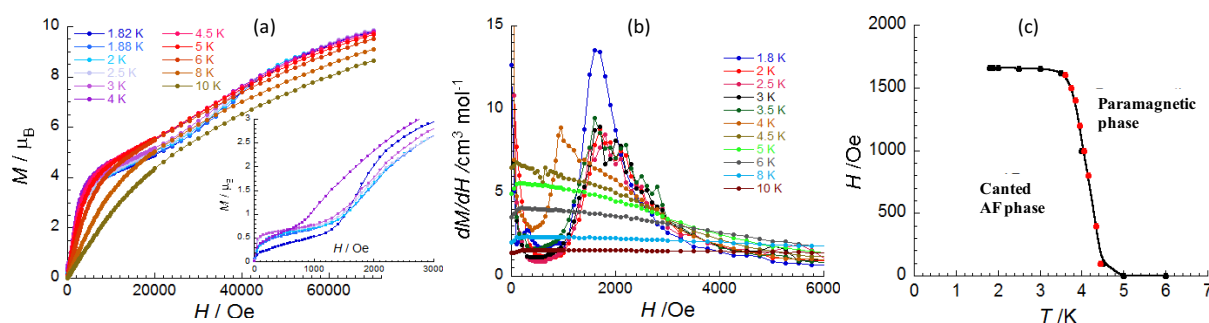 (a)
M / μB
1.82 K
1.88 K
2 K
2.5 K
3 K
4 K
4.5 K
5 K
6 K
8 K
10 K
10
8
6
4
2
0
0 20000 40000 60000
H / Oe
M / μB
3
2.5
2
1.5
1
0.5
0
0 1000 2000 3000
H / Oe
(b)
dM/dH /cm³ mol⁻¹
15
10
5
0
1.8 K
2 K
2.5 K
3 K
3.5 K
4 K
4.5 K
5 K
6 K
8 K
10 K
0 2000 4000 6000
H /Oe
(c)
H /Oe
2000
1500
1000
500
0
Paramagnetic
phase
Canted
AF phase
0 1 2 3 4 5 6 7
T /K